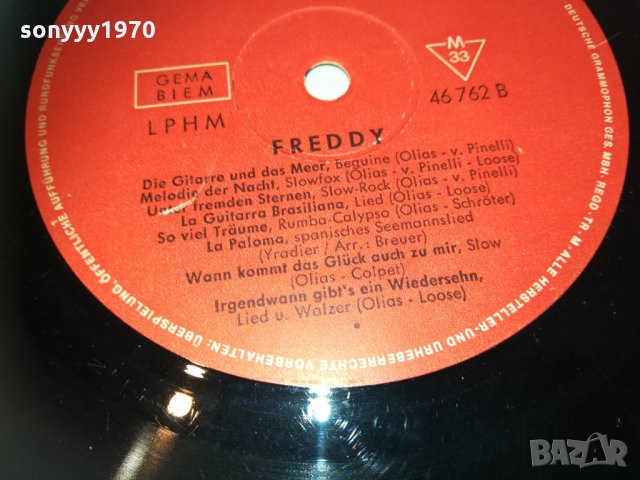 sonyyy1970
GEMA
BIEM
LPHM
M
33
46 762 B
FREDDY
Die Gitarre und das Meer, Beguine (Olias - v. Pinelli)
Melodie der Nacht, Slowfox (Olias - v. Pinelli - Loose)
Unter fremden Sternen, Slow-Rock (Olias - v. Pinelli)
La Guitarra Brasiliana, Lied (Olias - Loose)
So viel Träume, Rumba-Calypso (Olias - Schröter)
La Paloma, spanisches Seemannslied
(Yradier / Arr.: Breuer)
Wann kommt das Glück auch zu mir, Slow
(Olias - Colpet)
Irgendwann gibt's ein Wiedersehn,
Lied u. Walzer (Olias - Loose)
DEUTSCHE GRAMMOPHON GES. MBH · REGD · TR · M · ALLE HERSTELLER- UND URHEBERRECHTE VORBEHALTEN: ÜBERSPIELUNG, ÖFFENTLICHE AUFFÜHRUNG UND RUNDFUNKSENDUNG
BAZAR